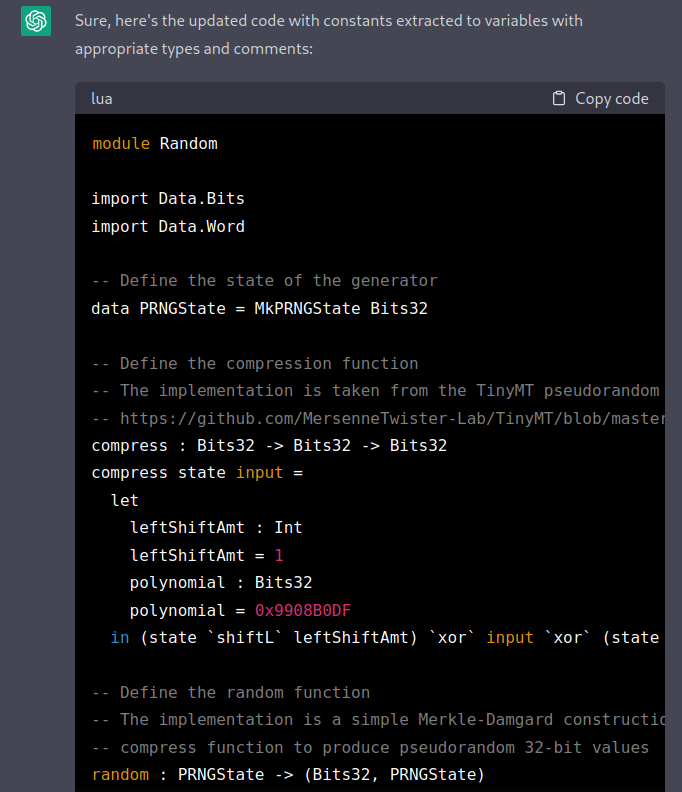 Sure, here's the updated code with constants extracted to variables with
appropriate types and comments:
lua
Copy code
module Random
import Data.Bits
import Data.Word
-- Define the state of the generator
data PRNGState = MkPRNGState Bits32
-- Define the compression function
-- The implementation is taken from the TinyMT pseudorandom
-- https://github.com/MersenneTwister-Lab/TinyMT/blob/master
compress : Bits32 -> Bits32 -> Bits32
compress state input =
  let
    leftShiftAmt : Int
    leftShiftAmt = 1
    polynomial : Bits32
    polynomial = 0x9908B0DF
  in (state `shiftL` leftShiftAmt) `xor` input `xor` (state
-- Define the random function
-- The implementation is a simple Merkle-Damgard constructio
-- compress function to produce pseudorandom 32-bit values
random : PRNGState -> (Bits32, PRNGState)